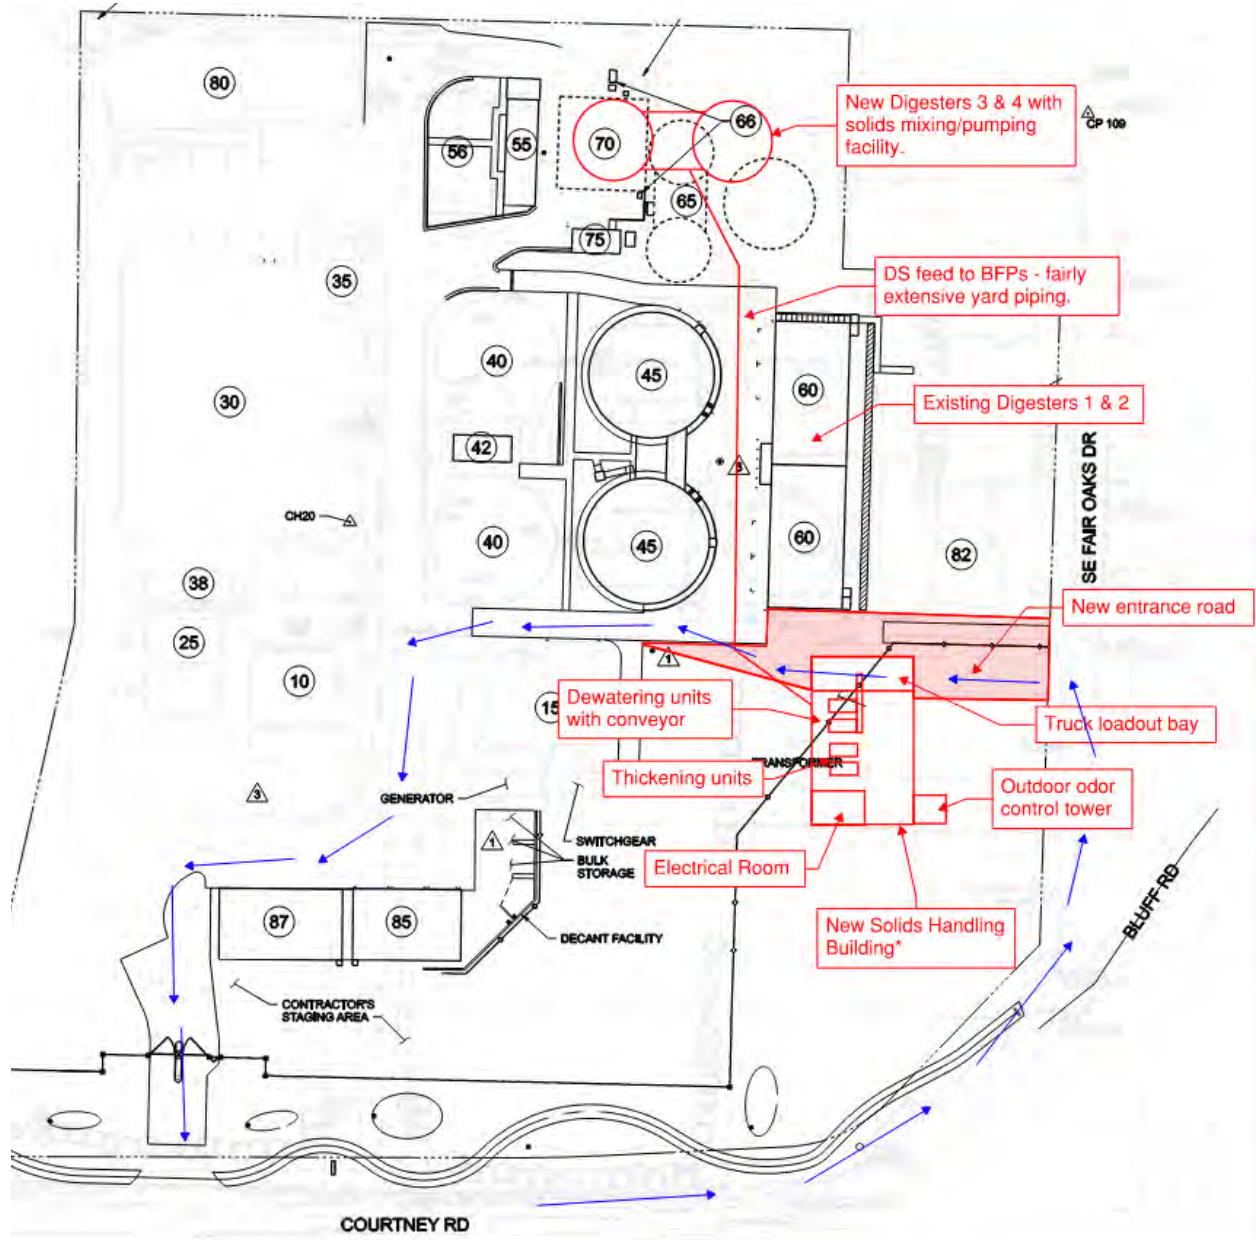 80
New Digesters 3 & 4 with
solids mixing/pumping
facility.
CP 109
66
70
56
55
65
75
35
DS feed to BFPs - fairly
extensive yard piping.
40
45
60
30
Existing Digesters 1 & 2
42
3
SE FAIR OAKS DR
CH20
40
45
60
82
38
New entrance road
25
1
10
Dewatering units
with conveyor
15
Truck loadout bay
TRANSFORMER
Thickening units
Outdoor odor
control tower
3
GENERATOR
1
SWITCHGEAR
BULK
STORAGE
Electrical Room
87
85
DECANT FACILITY
New Solids Handling
Building*
BLUFF RD
CONTRACTOR'S
STAGING AREA
COURTNEY RD